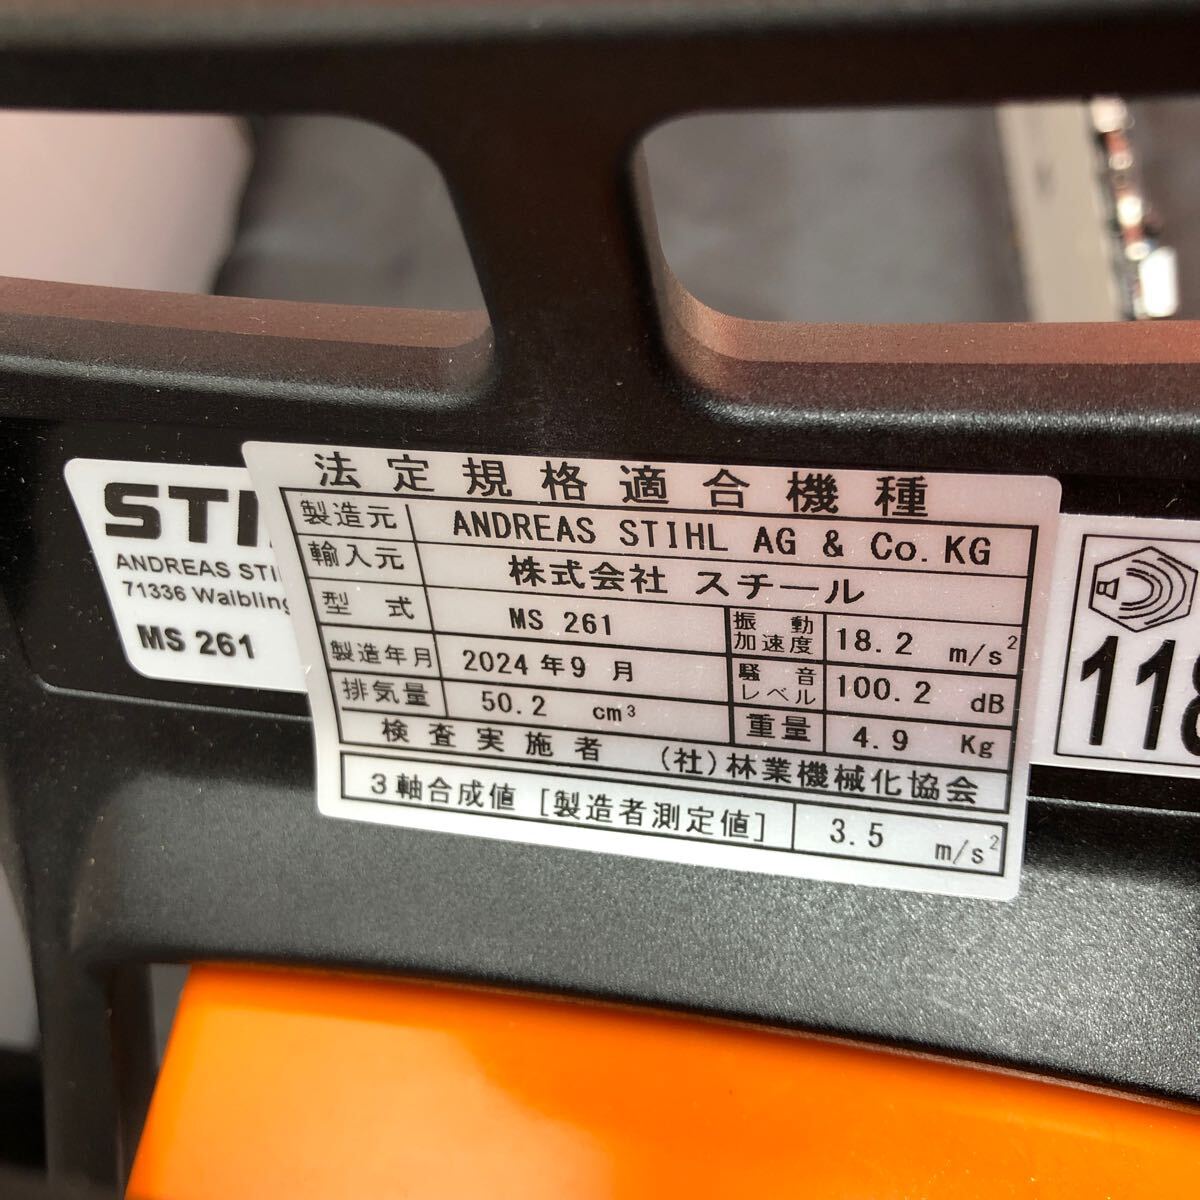 STI
ANDREAS STI
71336 Waibling
MS 261
法定規格適合機種
製造元 ANDREAS STIHL AG & Co. KG
輸入元 株式会社 スチール
型式 MS 261 振動加速度 18.2 m/s²
製造年月 2024年9月 騒音レベル 100.2 dB
排気量 50.2 cm³ 重量 4.9 Kg
検査実施者 (社)林業機械化協会
3軸合成値 [製造者測定値] 3.5 m/s²
118